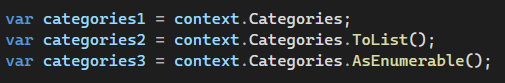 var categories1 = context.Categories;
var categories2 = context.Categories.ToList();
var categories3 = context.Categories.AsEnumerable();